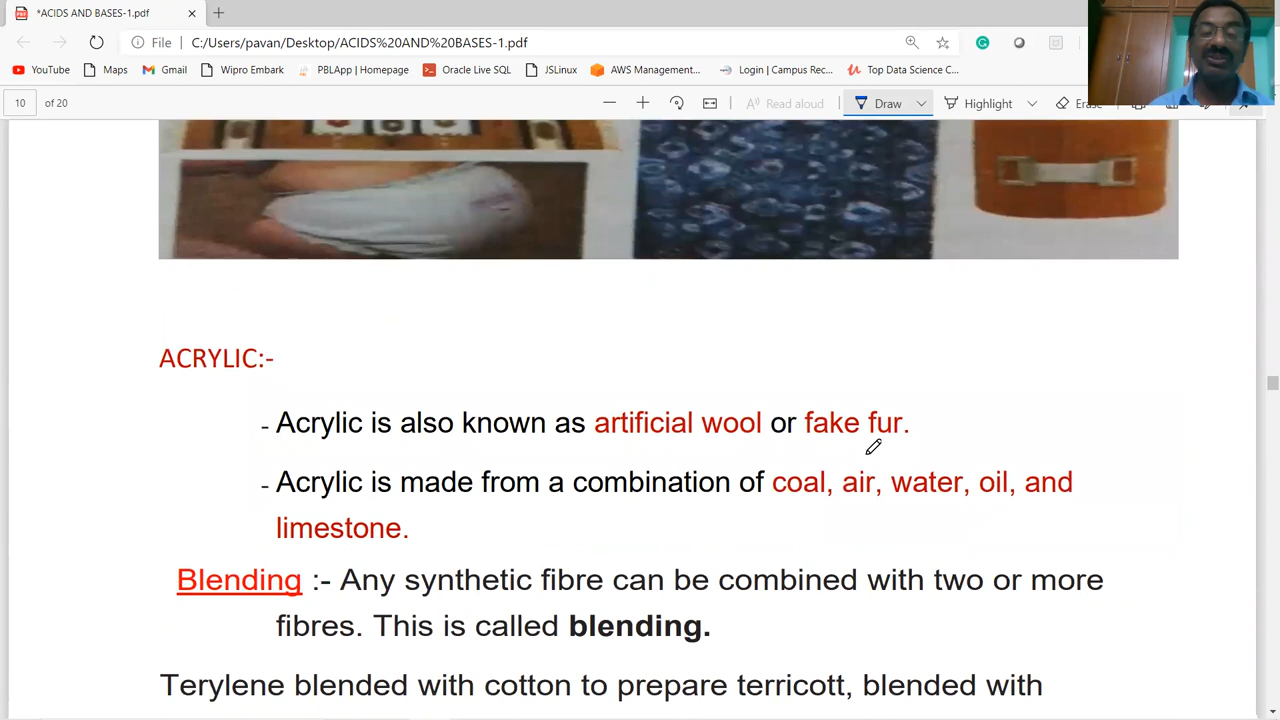 *ACIDS AND BASES-1.pdf
File C:/Users/pavan/Desktop/ACIDS%20AND%20BASES-1.pdf
YouTube Maps Gmail Wipro Embark PBLApp | Homepage Oracle Live SQL JSLinux AWS Management... Login | Campus Rec... Top Data Science C...
10 of 20 Read aloud Draw Highlight Erase
ACRYLIC:-
- Acrylic is also known as artificial wool or fake fur.
- Acrylic is made from a combination of coal, air, water, oil, and
limestone.
Blending :- Any synthetic fibre can be combined with two or more
fibres. This is called blending.
Terylene blended with cotton to prepare terricott, blended with